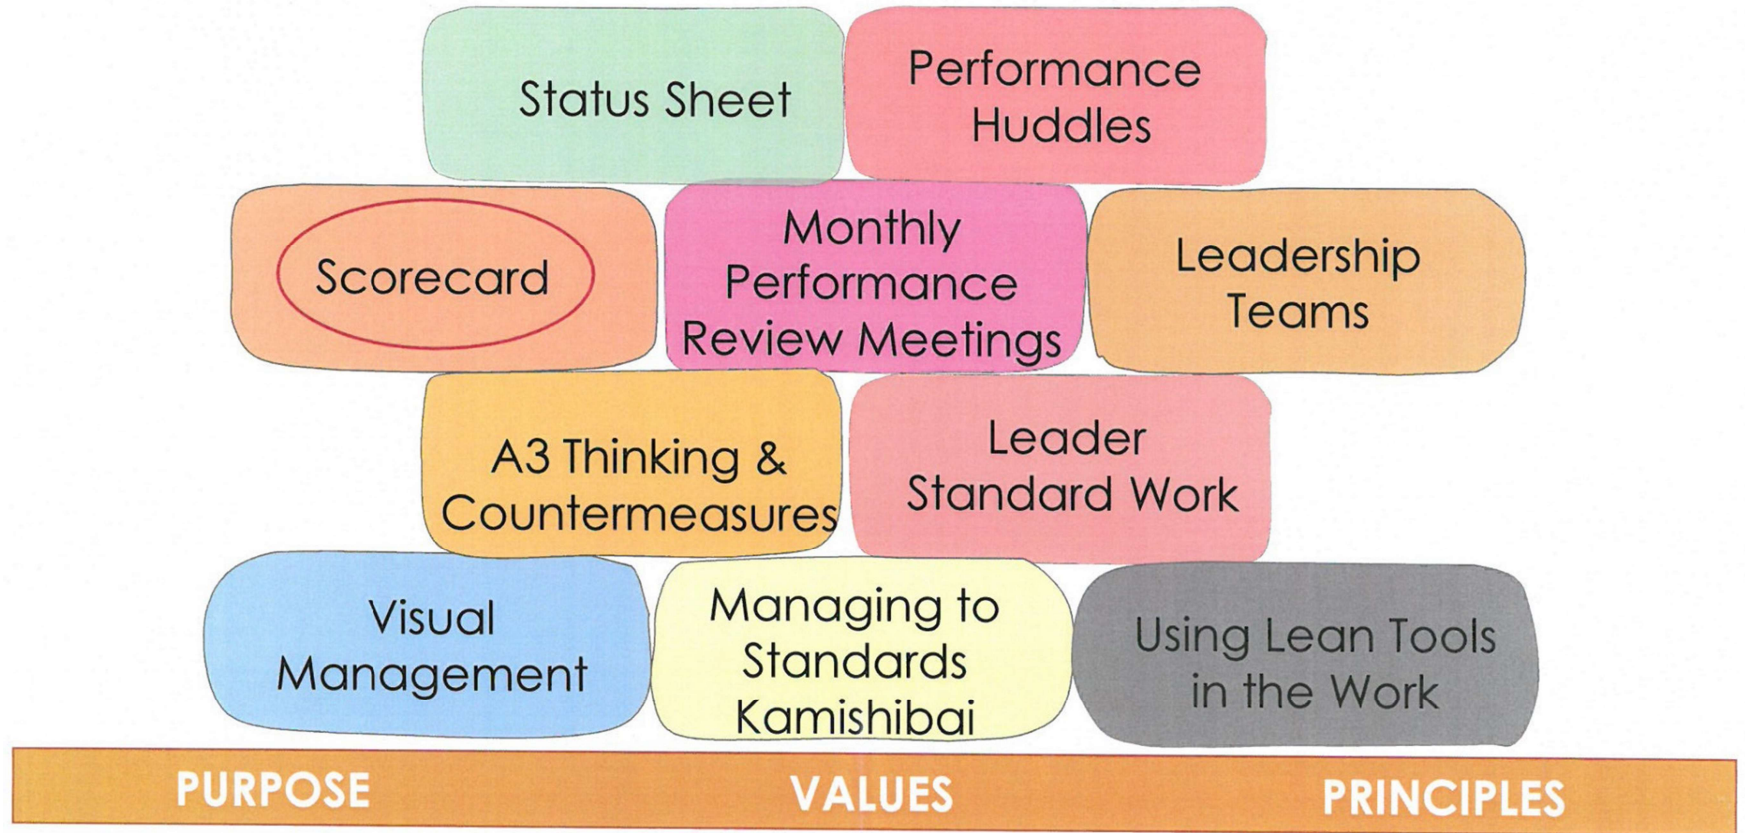 Status Sheet
Performance
Huddles
Scorecard
Monthly
Performance
Review Meetings
Leadership
Teams
A3 Thinking &
Countermeasures
Leader
Standard Work
Visual
Management
Managing to
Standards
Kamishibai
Using Lean Tools
in the Work
PURPOSE
VALUES
PRINCIPLES